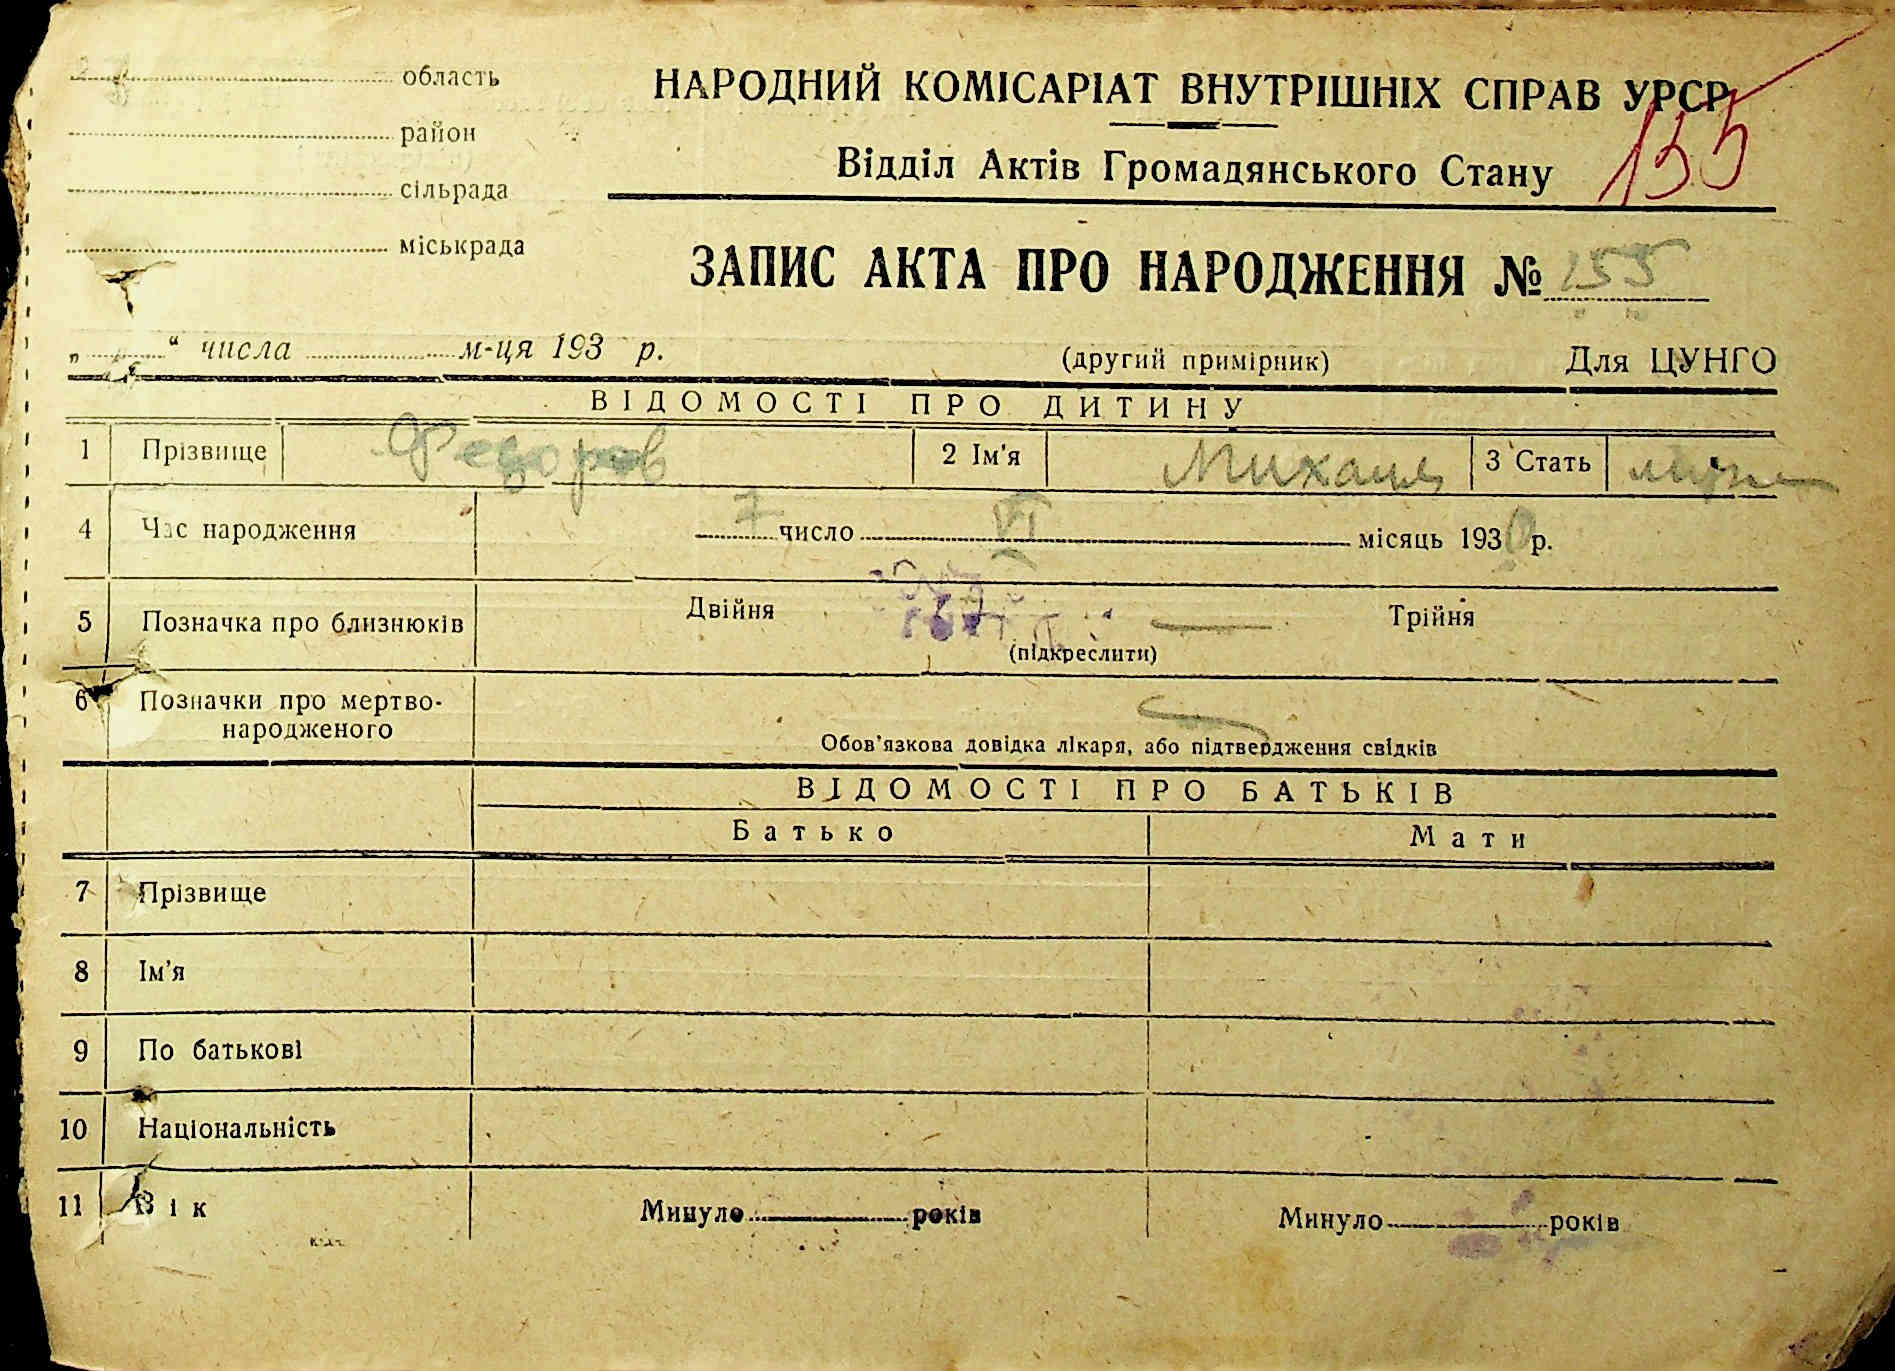 область
район
сільрада
міськрада
НАРОДНИЙ КОМІСАРІАТ ВНУТРІШНІХ СПРАВ УРСР
155
Відділ Актів Громадянського Стану
ЗАПИС АКТА ПРО НАРОДЖЕННЯ № 155
„ “ числа м-ця 193 р.
(другий примірник) Для ЦУНГО
ВІДОМОСТІ ПРО ДИТИНУ
1 Прізвище Федоров 2 Ім'я Михаил 3 Стать
4 Час народження 7 число VI місяць 1930 р.
5 Позначка про близнюків Двійня — Трійня
(підкреслити)
6 Позначки про мертво-
народженого
Обов'язкова довідка лікаря, або підтвердження свідків
ВІДОМОСТІ ПРО БАТЬКІВ
Батько Мати
7 Прізвище
8 Ім'я
9 По батькові
10 Національність
11 Вік Минуло років Минуло років